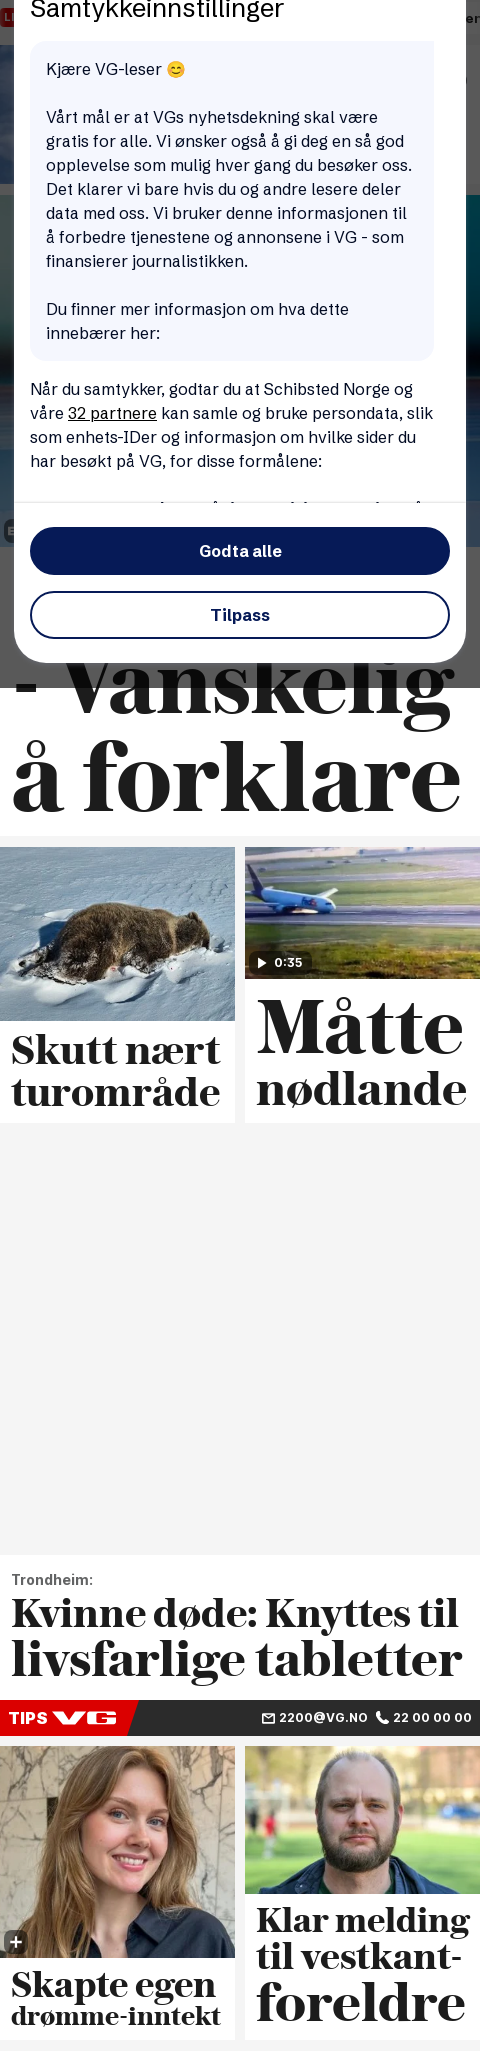 Samtykkeinnstillinger
Kjære VG-leser 😊
Vårt mål er at VGs nyhetsdekning skal være
gratis for alle. Vi ønsker også å gi deg en så god
opplevelse som mulig hver gang du besøker oss.
Det klarer vi bare hvis du og andre lesere deler
data med oss. Vi bruker denne informasjonen til
å forbedre tjenestene og annonsene i VG - som
finansierer journalistikken.
Du finner mer informasjon om hva dette
innebærer her:
Når du samtykker, godtar du at Schibsted Norge og
våre 32 partnere kan samle og bruke persondata, slik
som enhets-IDer og informasjon om hvilke sider du
har besøkt på VG, for disse formålene:
Godta alle
Tilpass
- Vanskelig
å forklare
0:35
Skutt nært
turområde
Måtte
nødlande
Trondheim:
Kvinne døde: Knyttes til
livsfarlige tabletter
TIPS VG
2200@VG.NO 22 00 00 00
Skapte egen
drømme-inntekt
Klar melding
til vestkant-
foreldre